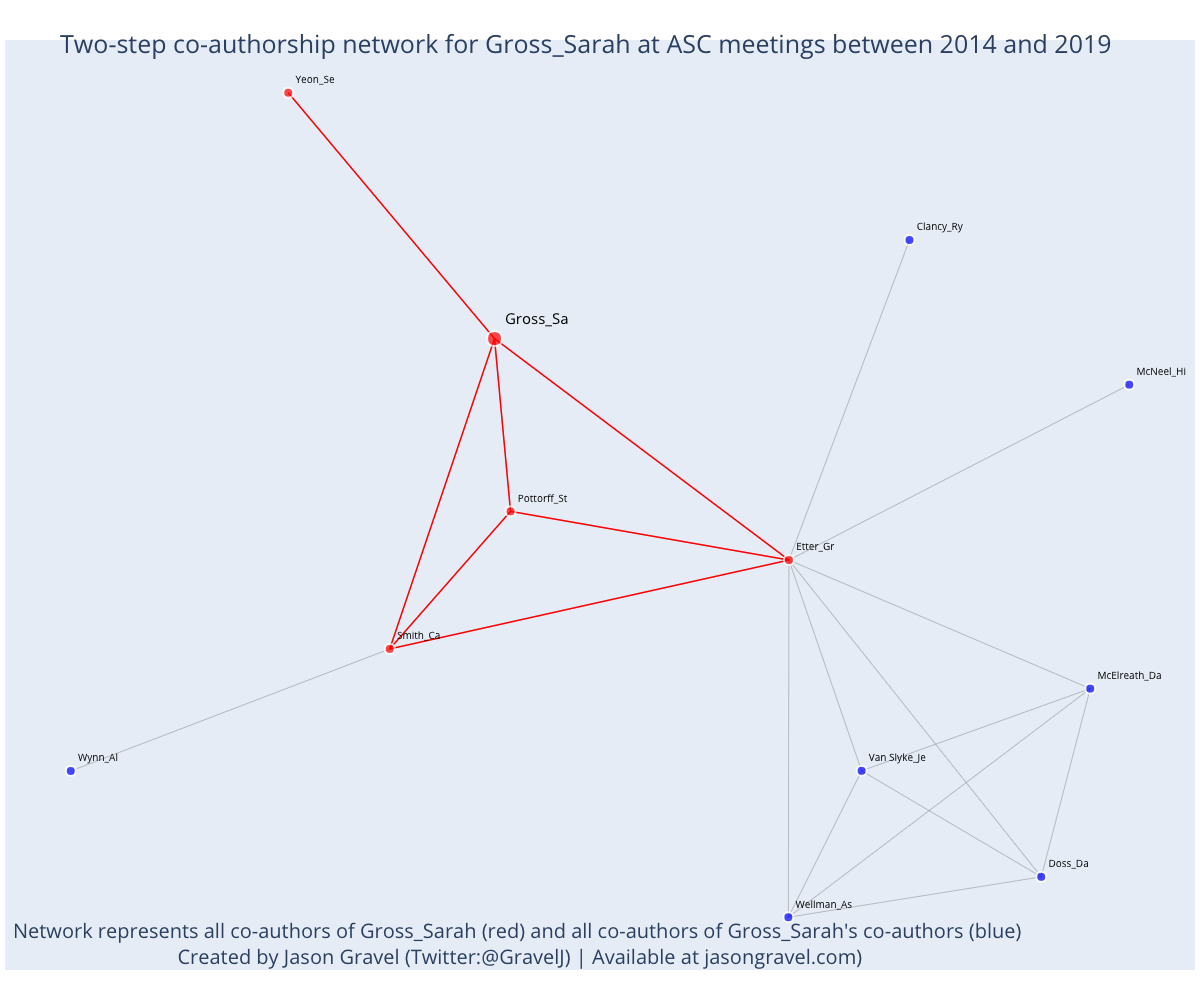 Two-step co-authorship network for Gross_Sarah at ASC meetings between 2014 and 2019
Yeon_Se
Clancy_Ry
Gross_Sa
McNeel_Hi
Pottorff_St
Etter_Gr
Smith_Ca
McElreath_Da
Wynn_Al
Van Slyke_Je
Doss_Da
Wellman_As
Network represents all co-authors of Gross_Sarah (red) and all co-authors of Gross_Sarah's co-authors (blue)
Created by Jason Gravel (Twitter:@GravelJ) | Available at jasongravel.com)